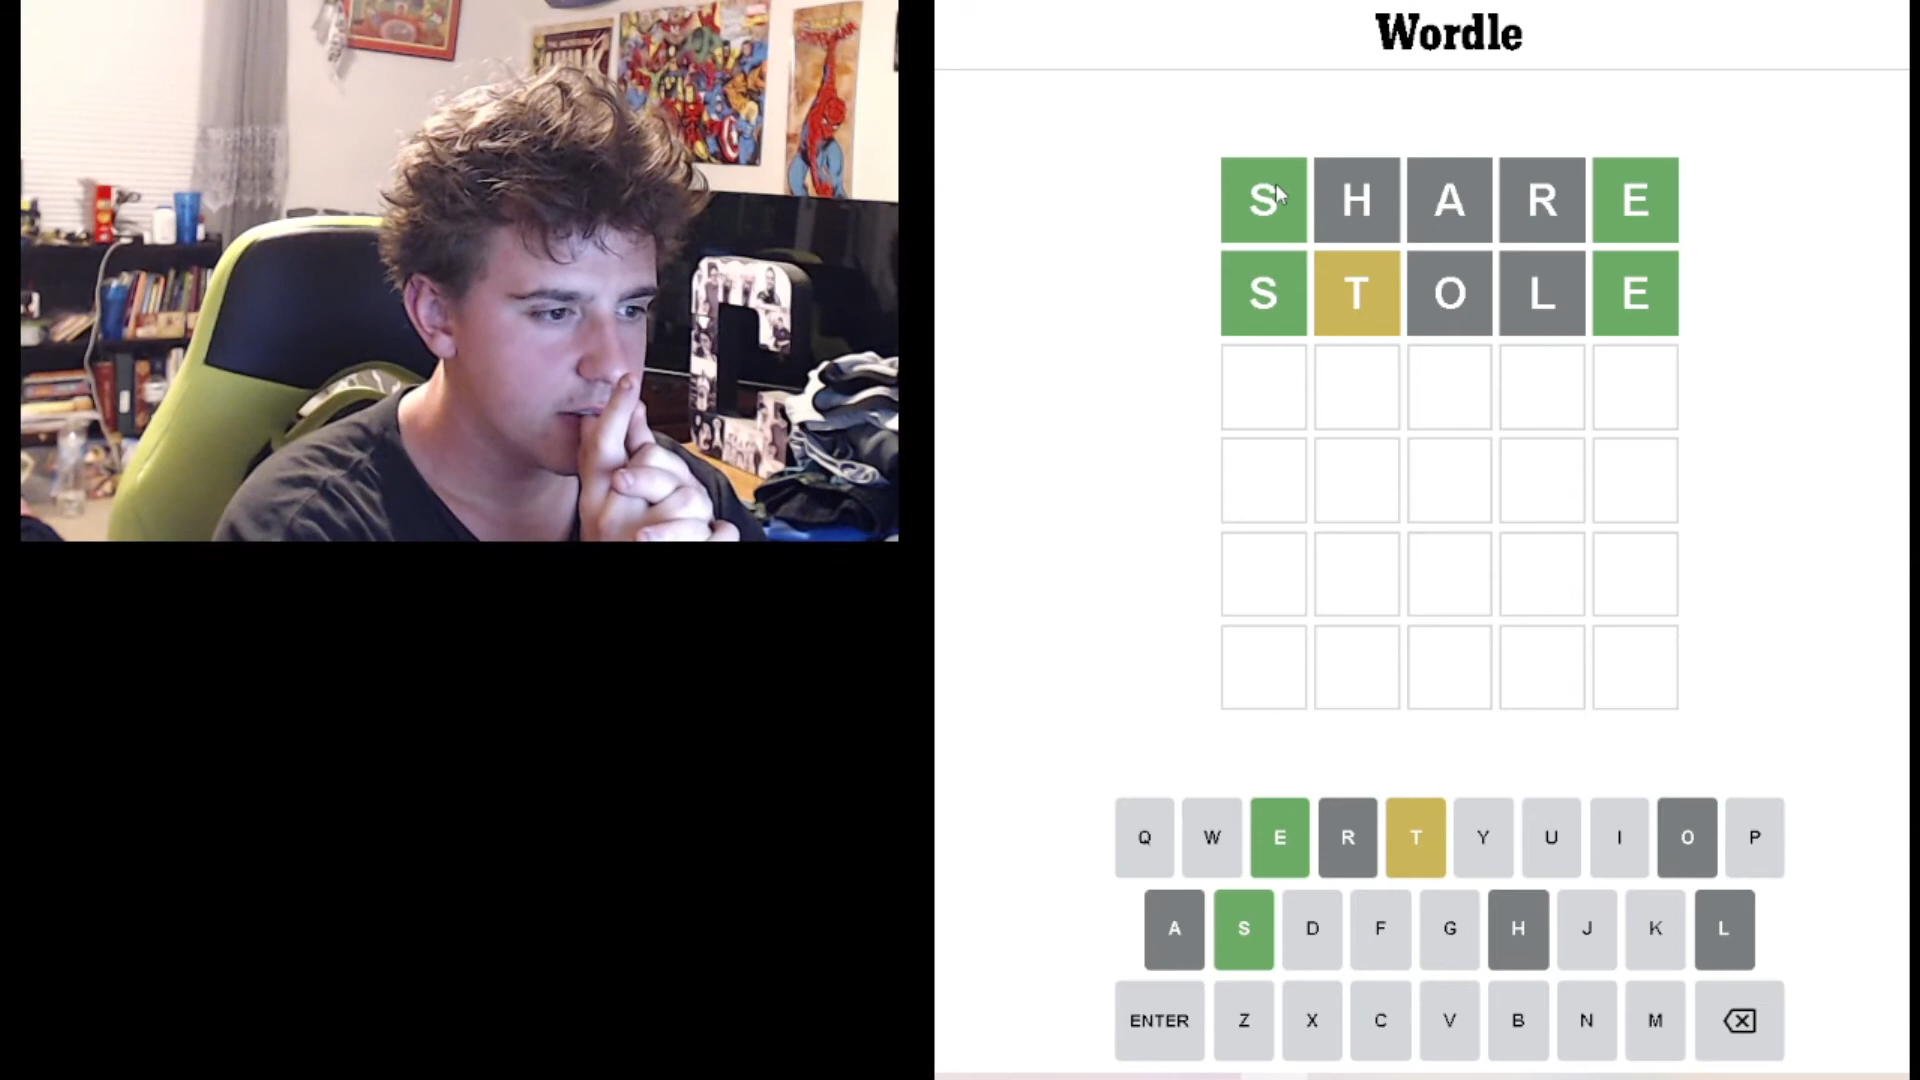 Wordle
S H A R E
S T O L E
Q W E R T Y U I O P
A S D F G H J K L
ENTER Z X C V B N M